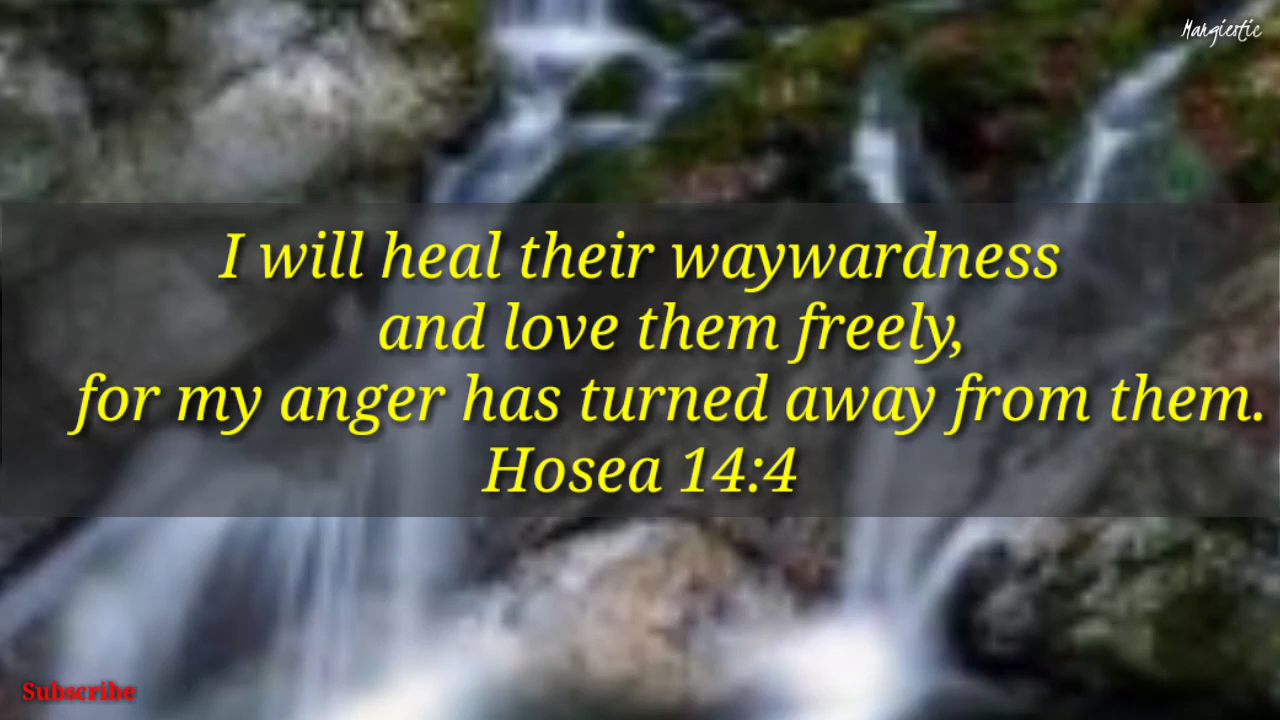 Margiestic
I will heal their waywardness
and love them freely,
for my anger has turned away from them.
Hosea 14:4
Subscribe